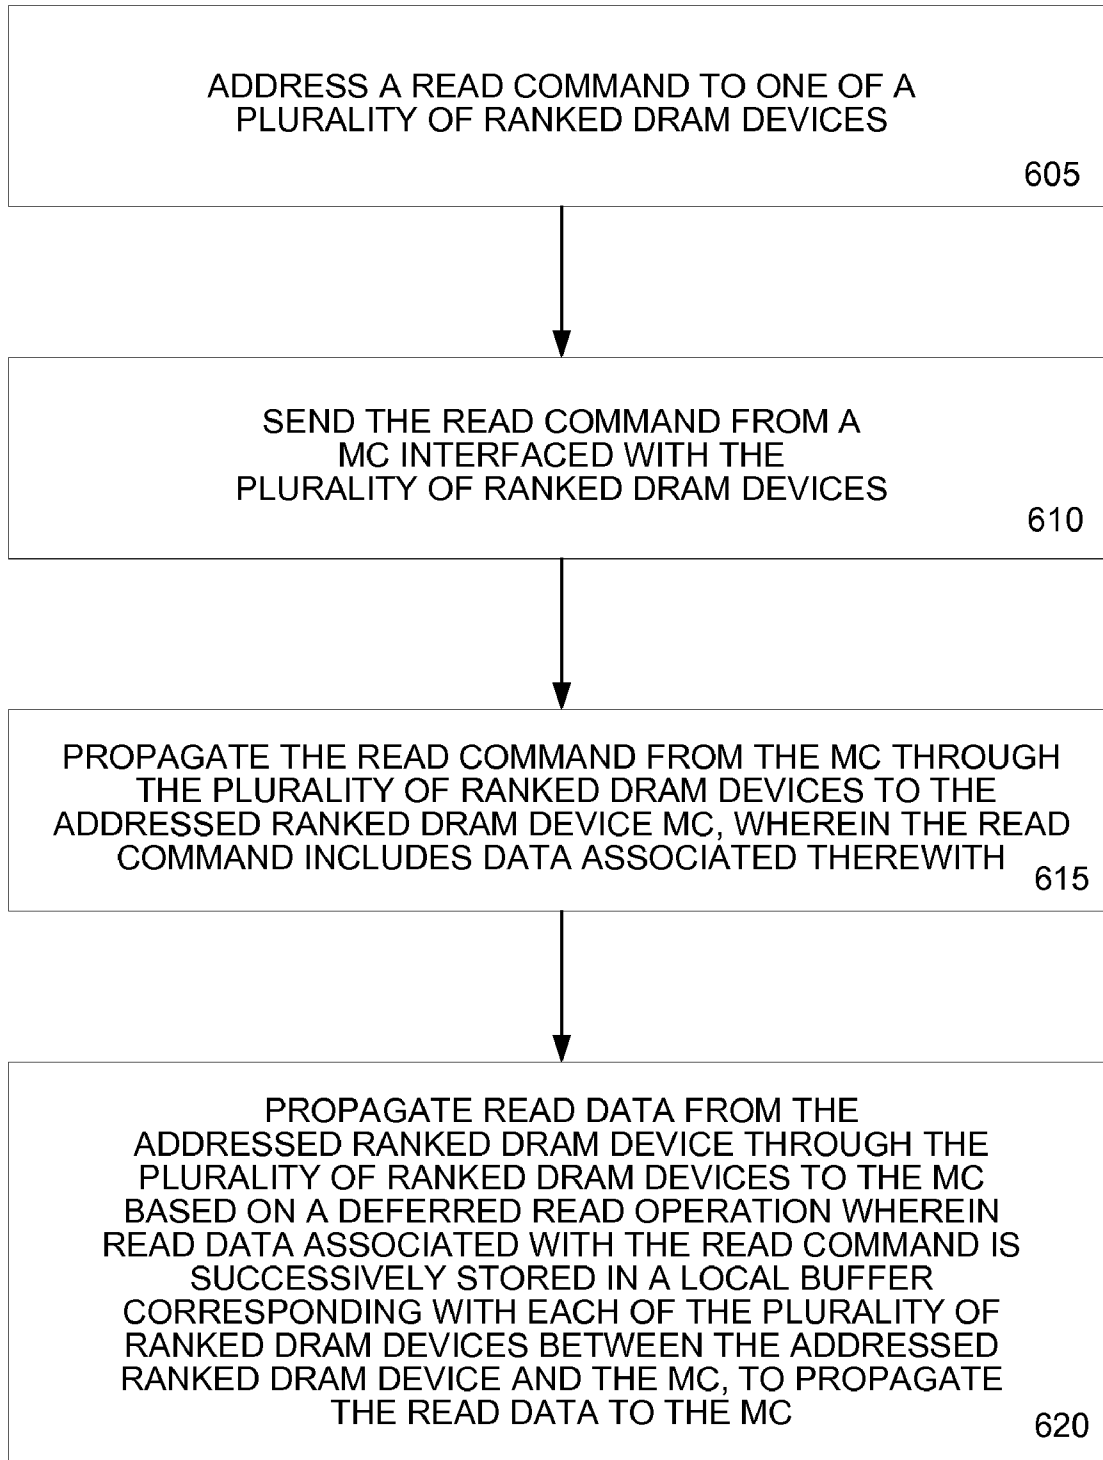 ADDRESS A READ COMMAND TO ONE OF A
PLURALITY OF RANKED DRAM DEVICES
605
SEND THE READ COMMAND FROM A
MC INTERFACED WITH THE
PLURALITY OF RANKED DRAM DEVICES
610
PROPAGATE THE READ COMMAND FROM THE MC THROUGH
THE PLURALITY OF RANKED DRAM DEVICES TO THE
ADDRESSED RANKED DRAM DEVICE MC, WHEREIN THE READ
COMMAND INCLUDES DATA ASSOCIATED THEREWITH
615
PROPAGATE READ DATA FROM THE
ADDRESSED RANKED DRAM DEVICE THROUGH THE
PLURALITY OF RANKED DRAM DEVICES TO THE MC
BASED ON A DEFERRED READ OPERATION WHEREIN
READ DATA ASSOCIATED WITH THE READ COMMAND IS
SUCCESSIVELY STORED IN A LOCAL BUFFER
CORRESPONDING WITH EACH OF THE PLURALITY OF
RANKED DRAM DEVICES BETWEEN THE ADDRESSED
RANKED DRAM DEVICE AND THE MC, TO PROPAGATE
THE READ DATA TO THE MC
620